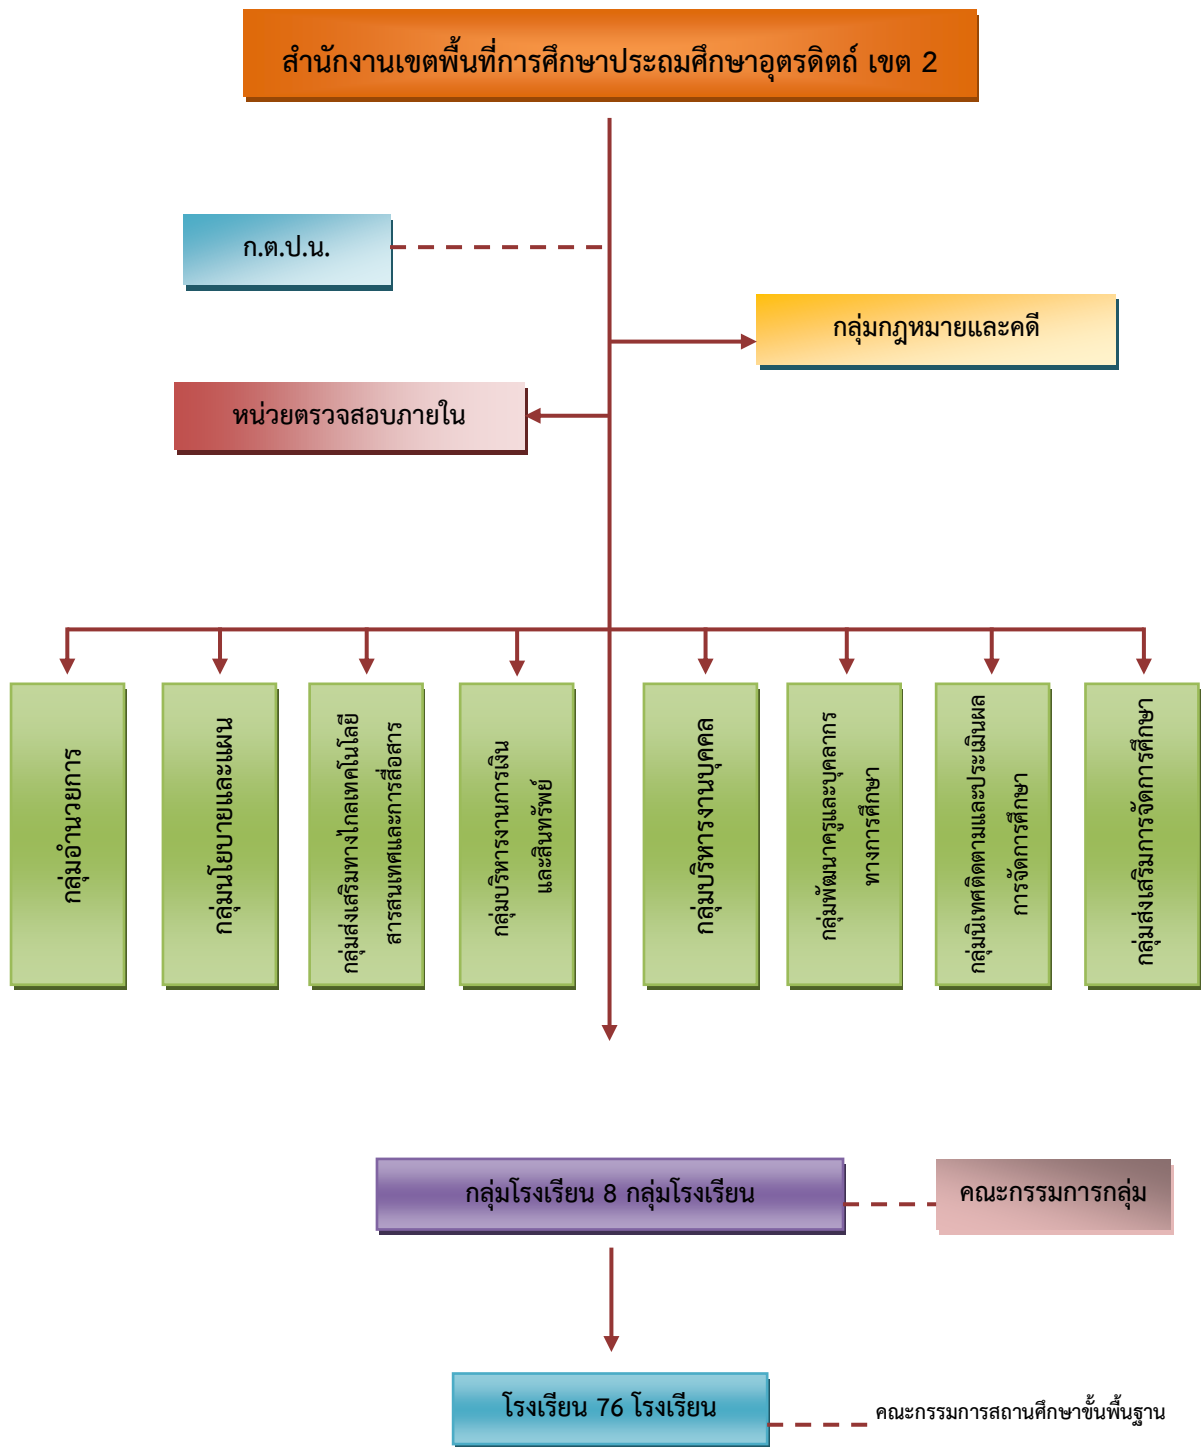 สำนักงานเขตพื้นที่การศึกษาประถมศึกษาอุตรดิตถ์ เขต 2
ก.ต.ป.น.
กลุ่มกฎหมายและคดี
หน่วยตรวจสอบภายใน
กลุ่มอำนวยการ
กลุ่มนโยบายและแผน
กลุ่มส่งเสริมทางไกลเทคโนโลยี
สารสนเทศและการสื่อสาร
กลุ่มบริหารงานการเงิน
และสินทรัพย์
กลุ่มบริหารงานบุคคล
กลุ่มพัฒนาครูและบุคลากร
ทางการศึกษา
กลุ่มนิเทศติดตามและประเมินผล
การจัดการศึกษา
กลุ่มส่งเสริมการจัดการศึกษา
กลุ่มโรงเรียน 8 กลุ่มโรงเรียน
คณะกรรมการกลุ่ม
โรงเรียน 76 โรงเรียน
คณะกรรมการสถานศึกษาขั้นพื้นฐาน